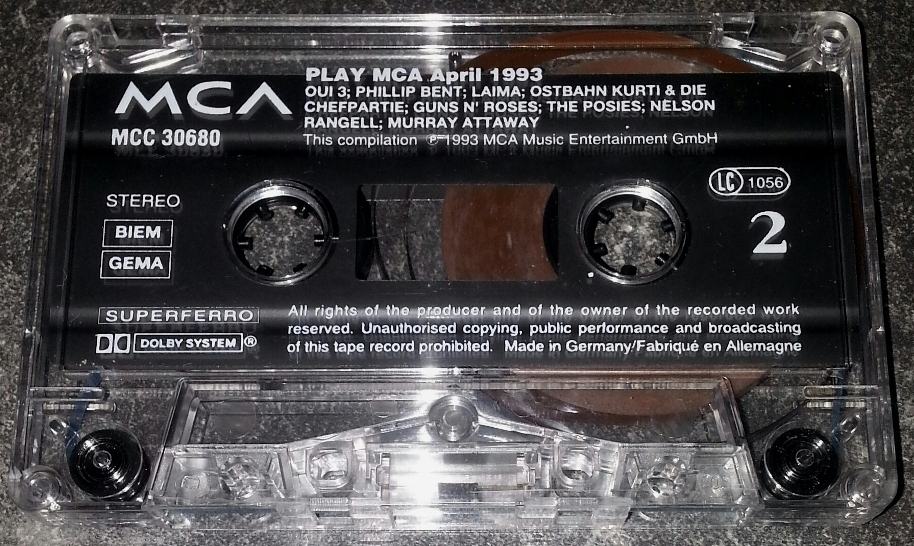 MCA
MCC 30680
PLAY MCA April 1993
OUI 3; PHILLIP BENT; LAIMA; OSTBAHN KURTI & DIE
CHEFPARTIE; GUNS N' ROSES; THE POSIES; NELSON
RANGELL; MURRAY ATTAWAY
This compilation ℗ 1993 MCA Music Entertainment GmbH
LC 1056
2
STEREO
BIEM
GEMA
SUPERFERRO
DOLBY SYSTEM®
All rights of the producer and of the owner of the recorded work
reserved. Unauthorised copying, public performance and broadcasting
of this tape record prohibited. Made in Germany/Fabriqué en Allemagne